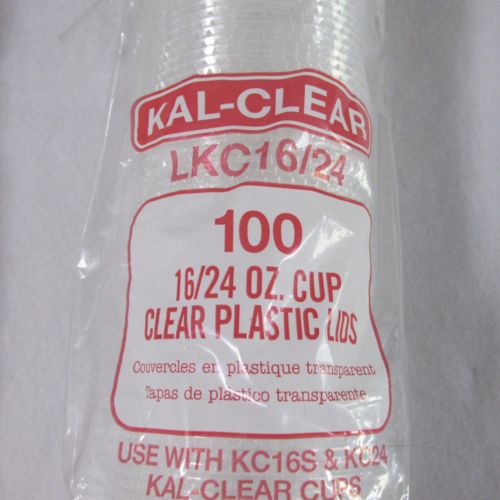 KAL-CLEAR
LKC16/24
100
16/24 OZ. CUP
CLEAR PLASTIC LIDS
Couvercles en plastique transparent
Tapas de plastico transparente
USE WITH KC16S & KC24
KAL-CLEAR CUPS